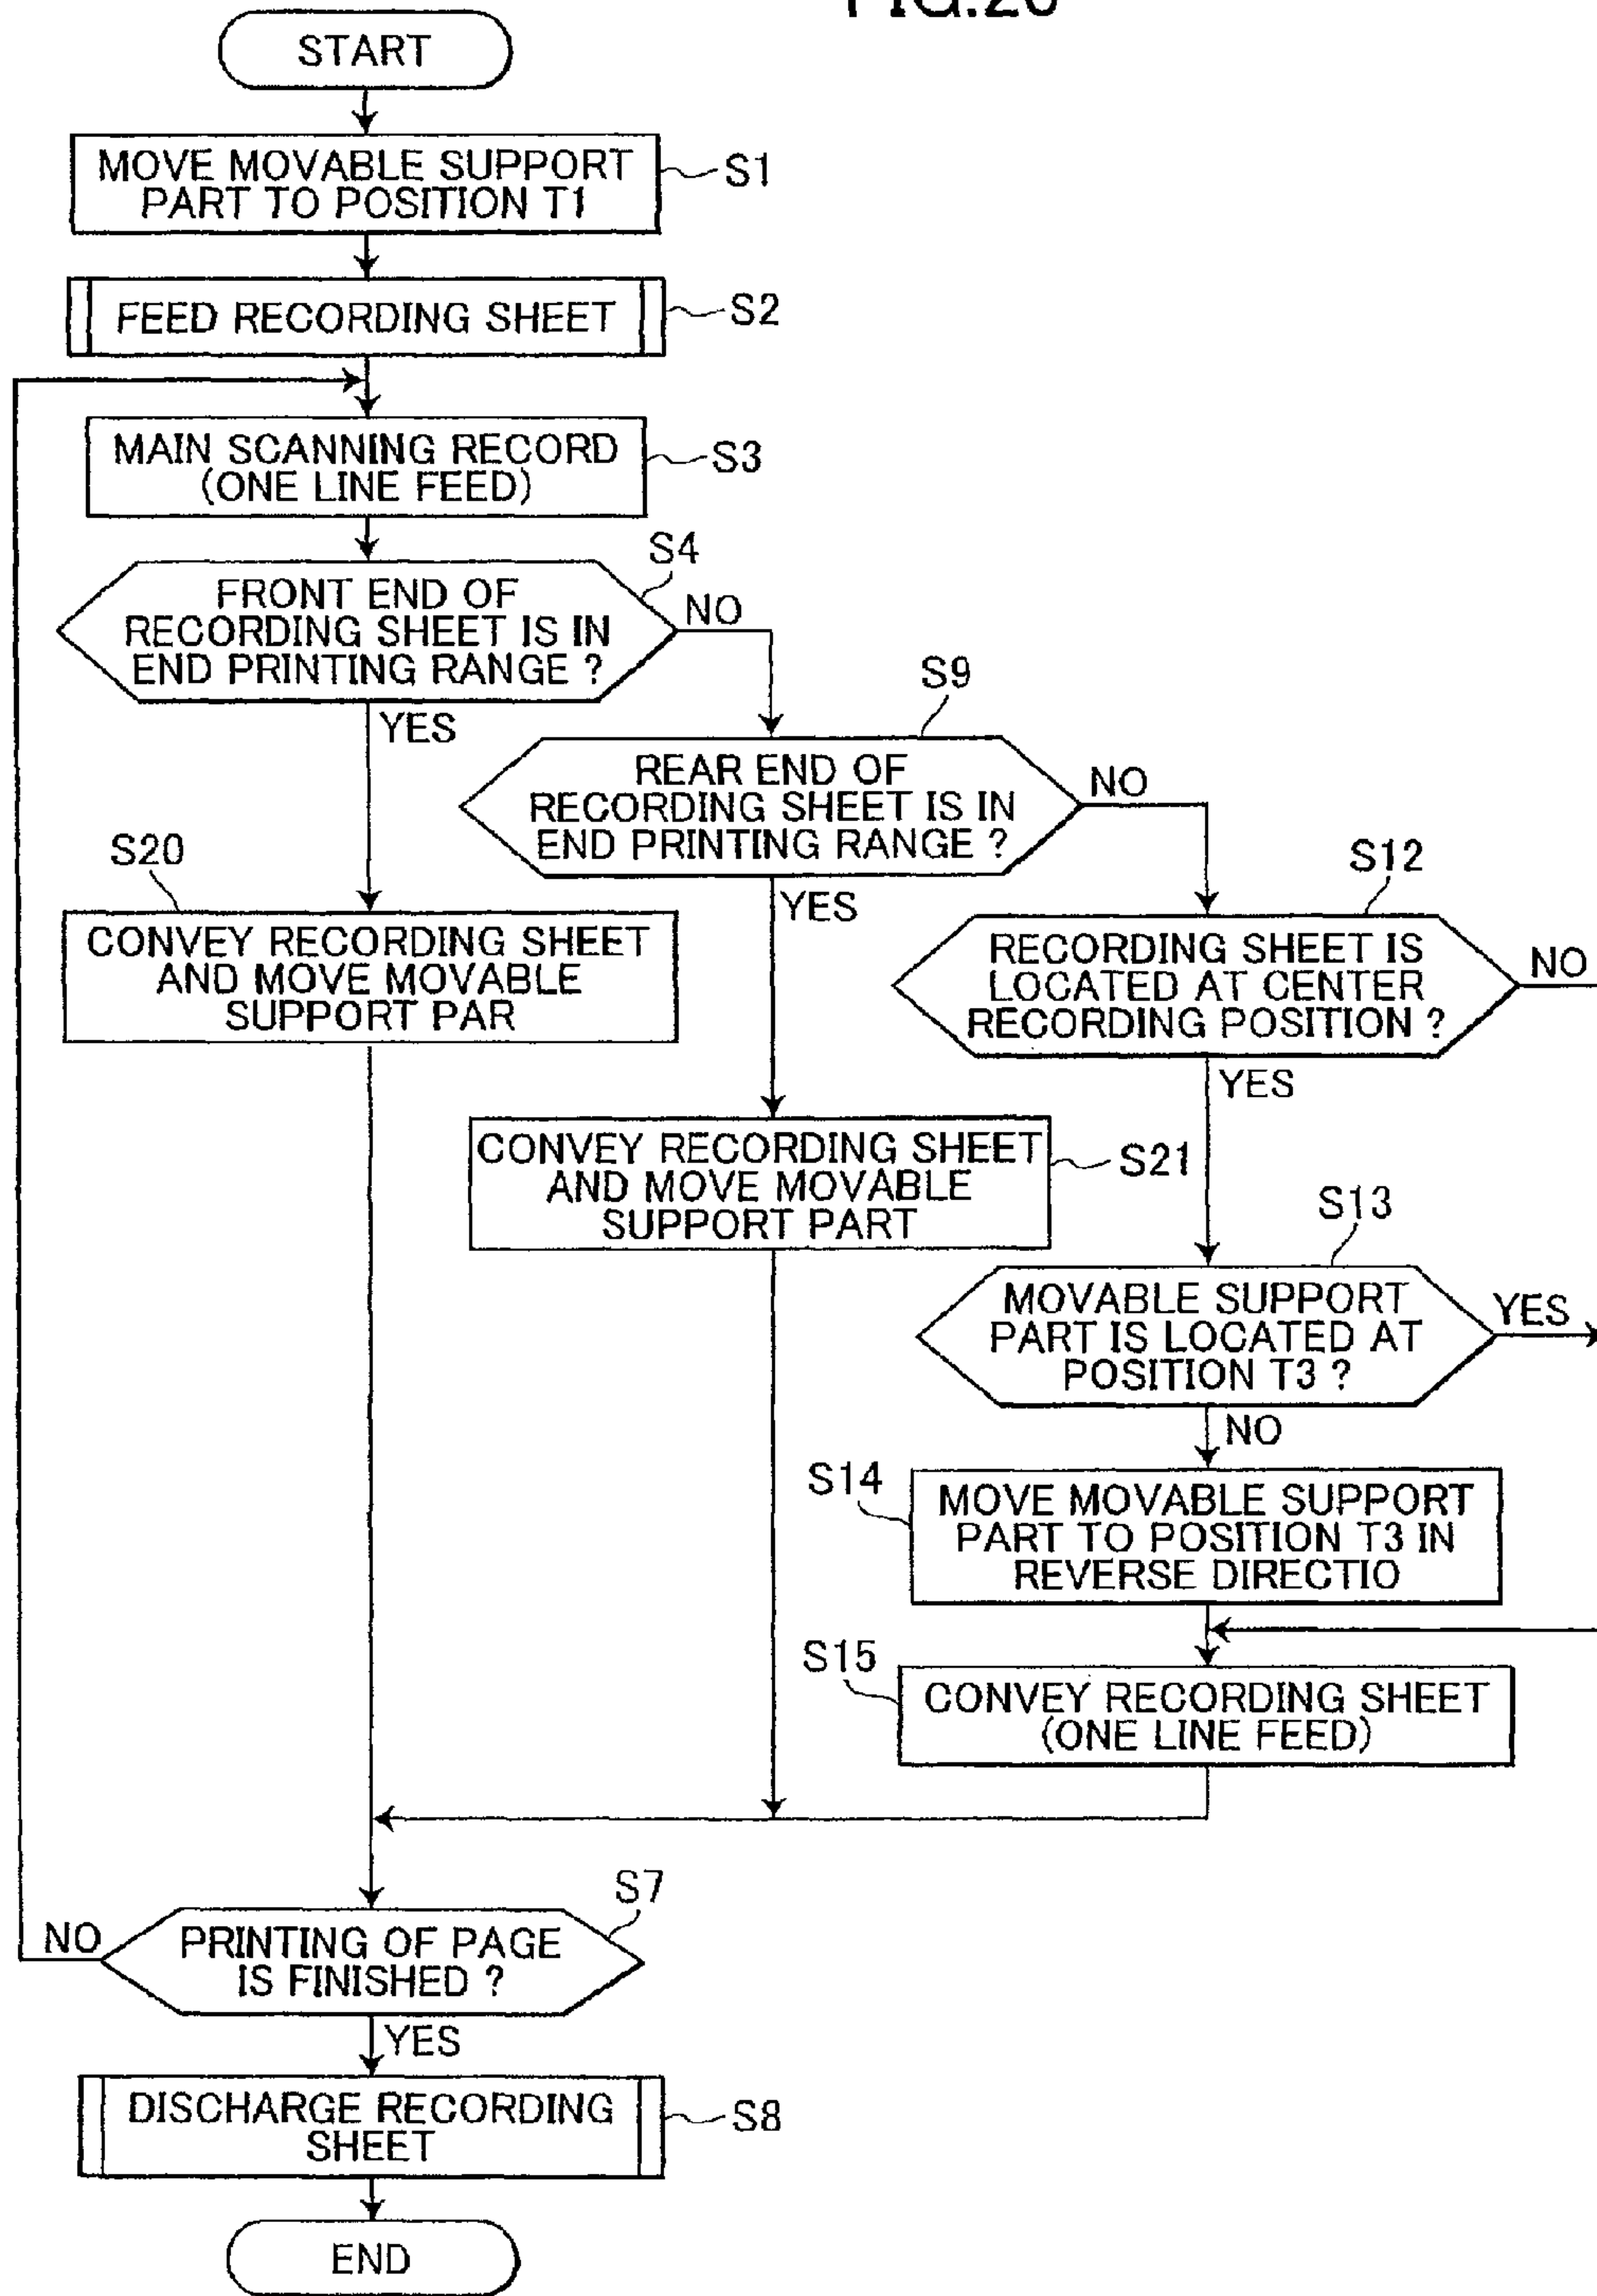 FIG.20
START
MOVE MOVABLE SUPPORT
PART TO POSITION T1
S1
FEED RECORDING SHEET
S2
MAIN SCANNING RECORD
(ONE LINE FEED)
S3
S4
FRONT END OF
RECORDING SHEET IS IN
END PRINTING RANGE ?
NO
YES
S9
REAR END OF
RECORDING SHEET IS IN
END PRINTING RANGE ?
NO
YES
S20
CONVEY RECORDING SHEET
AND MOVE MOVABLE
SUPPORT PAR
S12
RECORDING SHEET IS
LOCATED AT CENTER
RECORDING POSITION ?
NO
YES
CONVEY RECORDING SHEET
AND MOVE MOVABLE
SUPPORT PART
S21
S13
MOVABLE SUPPORT
PART IS LOCATED AT
POSITION T3 ?
YES
NO
S14
MOVE MOVABLE SUPPORT
PART TO POSITION T3 IN
REVERSE DIRECTIO
S15
CONVEY RECORDING SHEET
(ONE LINE FEED)
S7
PRINTING OF PAGE
IS FINISHED ?
NO
YES
DISCHARGE RECORDING
SHEET
S8
END